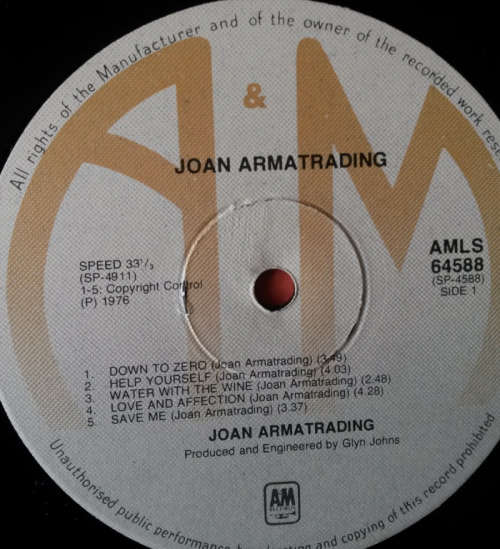 All rights of the Manufacturer and of the owner of the recorded work rese
A&M
JOAN ARMATRADING
SPEED 33⅓
(SP-4911)
1-5: Copyright Control
(P) 1976
AMLS
64588
(SP-4588)
SIDE 1
1. DOWN TO ZERO (Joan Armatrading) (3.49)
2. HELP YOURSELF (Joan Armatrading) (4.03)
3. WATER WITH THE WINE (Joan Armatrading) (2.48)
4. LOVE AND AFFECTION (Joan Armatrading) (4.28)
5. SAVE ME (Joan Armatrading) 3.37)
JOAN ARMATRADING
Produced and Engineered by Glyn Johns
AM
Unauthorised public performance and copying of this record prohibited